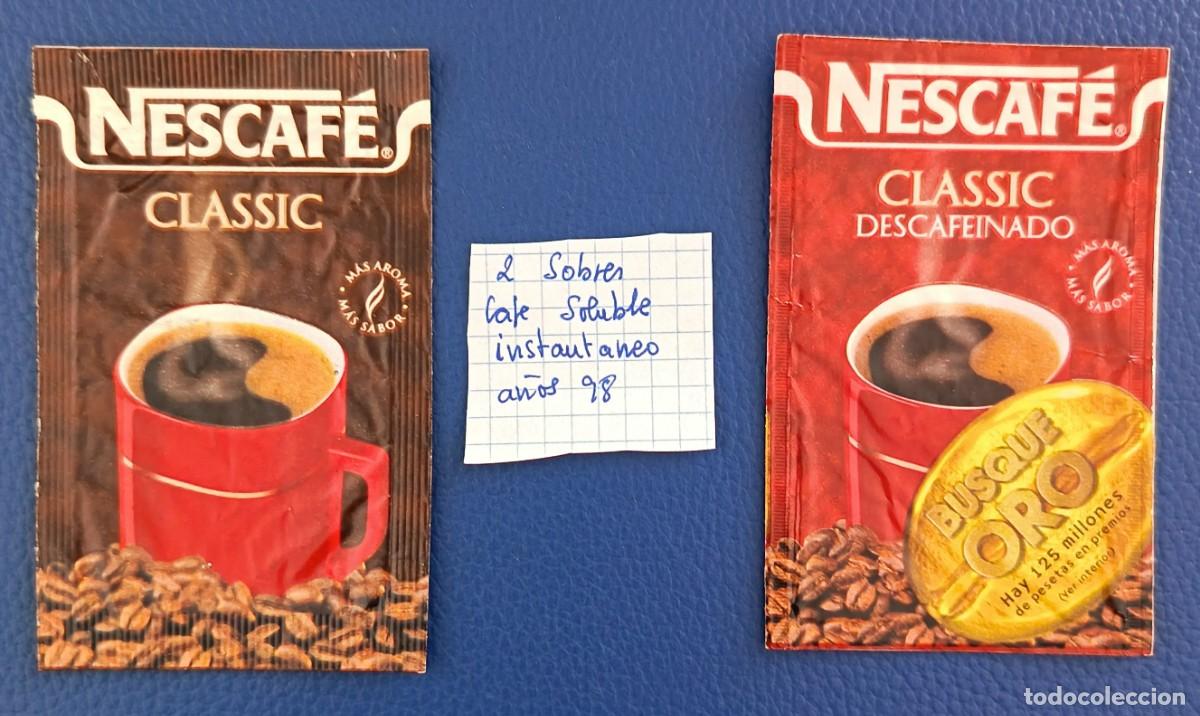 NESCAFÉ®
CLASSIC
MÁS AROMA
MÁS SABOR
2 Sobres
Cafe Soluble
instantaneo
años 98
NESCAFÉ®
CLASSIC
DESCAFEINADO
MÁS AROMA
MÁS SABOR
BUSQUE
ORO
Hay 125 millones
de pesetas en premios
(Ver interior)
todocoleccion